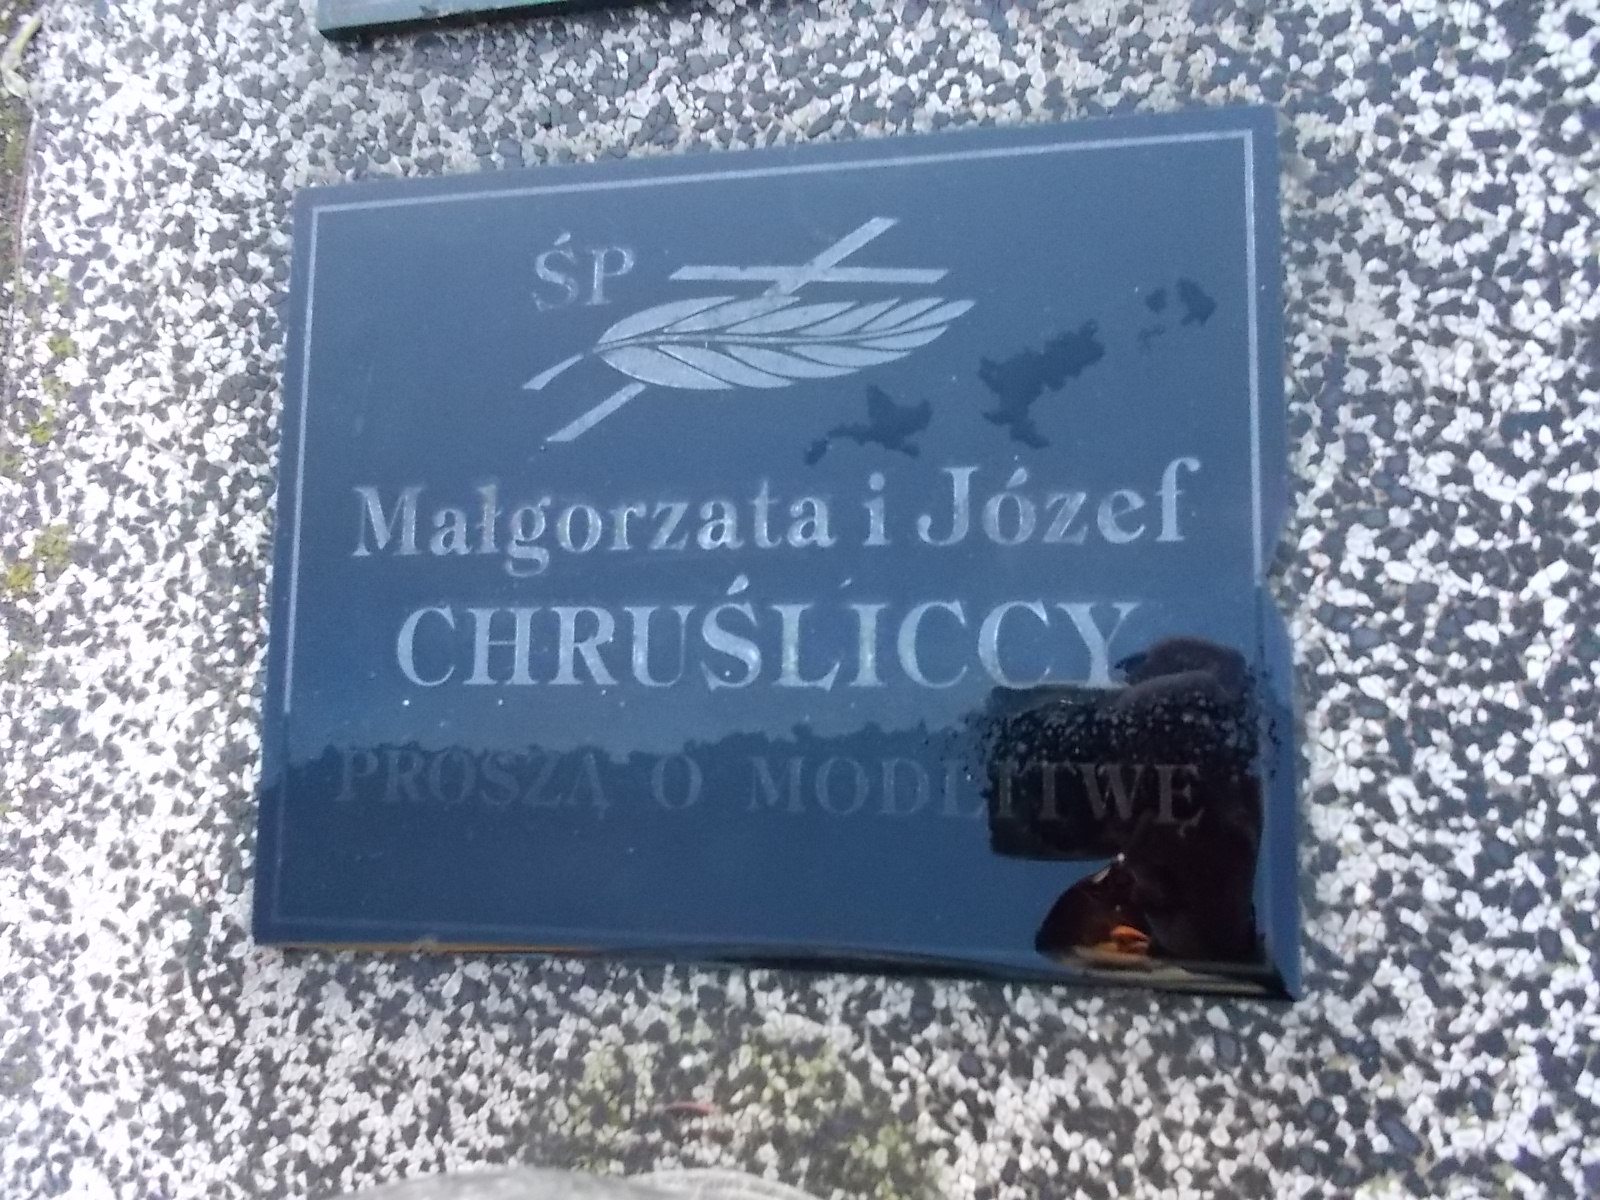 ŚP
Małgorzata i Józef
CHRUŚLICCY
PROSZĄ O MODLITWĘ